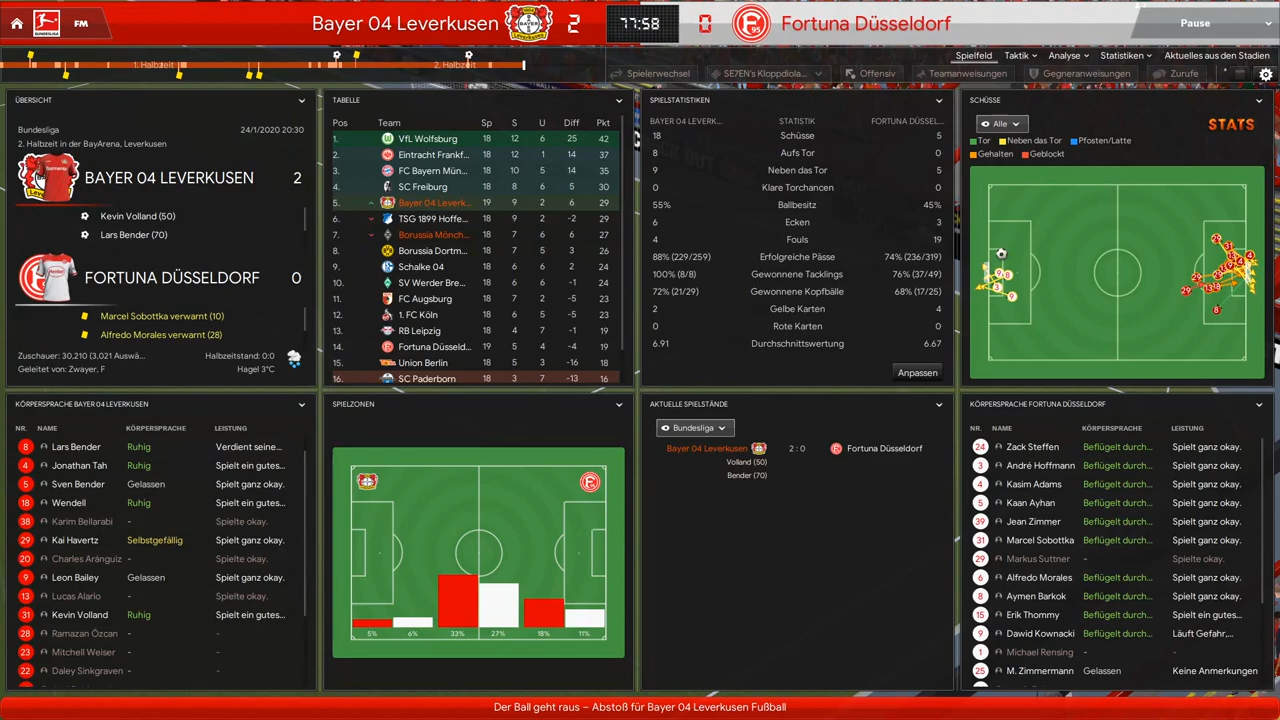 FM
Bayer 04 Leverkusen 2 77:58 0 Fortuna Düsseldorf
Pause
1. Halbzeit
2. Halbzeit
Spielfeld Taktik Analyse Statistiken Aktuelles aus den Stadien
Spielerwechsel SE7EN's Kloppdiola... Offensiv Teamanweisungen Gegneranweisungen Zurufe
ÜBERSICHT
Bundesliga 24/1/2020 20:30
2. Halbzeit in der BayArena, Leverkusen
BAYER 04 LEVERKUSEN 2
Kevin Volland (50)
Lars Bender (70)
FORTUNA DÜSSELDORF 0
Marcel Sobottka verwarnt (10)
Alfredo Morales verwarnt (28)
Zuschauer: 30,210 (3,021 Auswä... Halbzeitstand: 0:0
Geleitet von: Zwayer, F Hagel 3°C
TABELLE
Pos Team Sp S U Diff Pkt
1. VfL Wolfsburg 18 12 6 25 42
2. Eintracht Frankf... 18 12 1 14 37
3. FC Bayern Mün... 18 10 5 14 35
4. SC Freiburg 18 8 6 5 30
5. Bayer 04 Leverk... 19 9 2 6 29
6. TSG 1899 Hoffe... 18 9 2 -2 29
7. Borussia Mönch... 18 7 6 6 27
8. Borussia Dortm... 18 7 5 3 26
9. Schalke 04 18 6 6 2 24
10. SV Werder Bre... 18 7 3 -3 24
11. FC Augsburg 18 7 2 -5 23
12. 1. FC Köln 18 6 5 -5 23
13. RB Leipzig 18 5 4 -7 19
14. Fortuna Düsseld... 18 5 4 -4 19
15. Union Berlin 18 5 3 -16 18
16. SC Paderborn 18 3 7 -13 16
SPIELSTATISTIKEN
BAYER 04 LEVERK... STATISTIK FORTUNA DÜSSEL...
18 Schüsse 5
8 Aufs Tor 0
9 Neben das Tor 5
0 Klare Torchancen 0
55% Ballbesitz 45%
6 Ecken 3
4 Fouls 19
88% (229/259) Erfolgreiche Pässe 74% (236/319)
100% (8/8) Gewonnene Tacklings 76% (37/49)
72% (21/29) Gewonnene Kopfbälle 68% (17/25)
2 Gelbe Karten 4
0 Rote Karten 0
6.91 Durchschnittswertung 6.67
Anpassen
SCHÜSSE
Alle
STATS
Tor Neben das Tor Pfosten/Latte
Gehalten Geblockt
KÖRPERSPRACHE BAYER 04 LEVERKUSEN
NR. NAME KÖRPERSPRACHE LEISTUNG
8 Lars Bender Ruhig Verdient seine...
4 Jonathan Tah Ruhig Spielt ein gutes...
5 Sven Bender Gelassen Spielt ganz okay.
18 Wendell Ruhig Spielt ein gutes...
38 Karim Bellarabi - Spielte okay.
29 Kai Havertz Selbstgefällig Spielt ganz okay.
20 Charles Aránguiz - Spielte okay.
9 Leon Bailey Gelassen Spielt ganz okay.
13 Lucas Alario - Spielte okay.
31 Kevin Volland Ruhig Spielt ein gutes...
28 Ramazan Özcan - -
23 Mitchell Weiser - -
22 Daley Sinkgraven - -
SPIELZONEN
5% 6% 33% 27% 18% 11%
AKTUELLE SPIELSTÄNDE
Bundesliga
Bayer 04 Leverkusen 2 : 0 Fortuna Düsseldorf
Volland (50)
Bender (70)
KÖRPERSPRACHE FORTUNA DÜSSELDORF
NR. NAME KÖRPERSPRACHE LEISTUNG
24 Zack Steffen Beflügelt durch... Spielt ganz okay.
3 André Hoffmann Beflügelt durch... Spielt ganz okay.
4 Kasim Adams Beflügelt durch... Spielt ganz okay.
5 Kaan Ayhan Beflügelt durch... Spielt ganz okay.
39 Jean Zimmer Beflügelt durch... Spielt ganz okay.
31 Marcel Sobottka Beflügelt durch... Spielt ganz okay.
29 Markus Suttner - Spielte okay.
6 Alfredo Morales Beflügelt durch... Spielt ganz okay.
8 Aymen Barkok Beflügelt durch... Spielt ganz okay.
15 Erik Thommy Beflügelt durch... Spielt ein gutes...
9 Dawid Kownacki Beflügelt durch... Läuft Gefahr,...
1 Michael Rensing - -
25 M. Zimmermann Gelassen Keine Anmerkungen
Der Ball geht raus – Abstoß für Bayer 04 Leverkusen Fußball